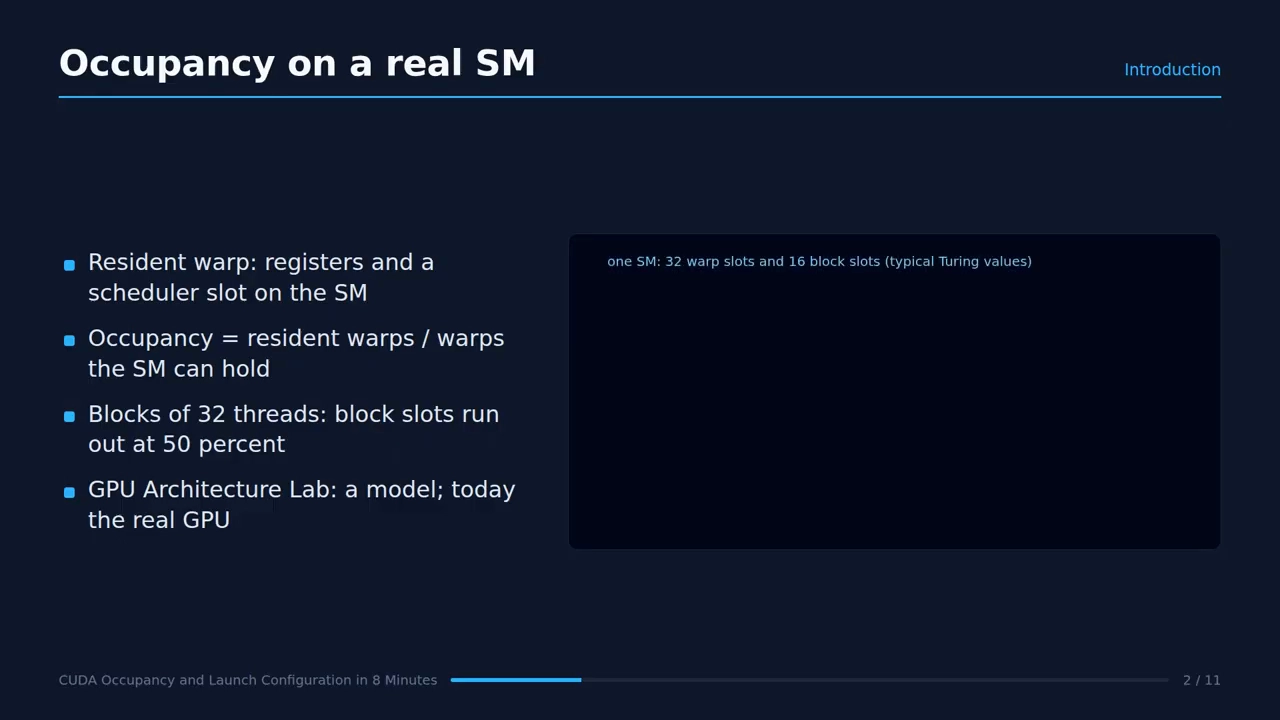 Occupancy on a real SM
Introduction
Resident warp: registers and a
scheduler slot on the SM
Occupancy = resident warps / warps
the SM can hold
Blocks of 32 threads: block slots run
out at 50 percent
GPU Architecture Lab: a model; today
the real GPU
one SM: 32 warp slots and 16 block slots (typical Turing values)
CUDA Occupancy and Launch Configuration in 8 Minutes
2 / 11